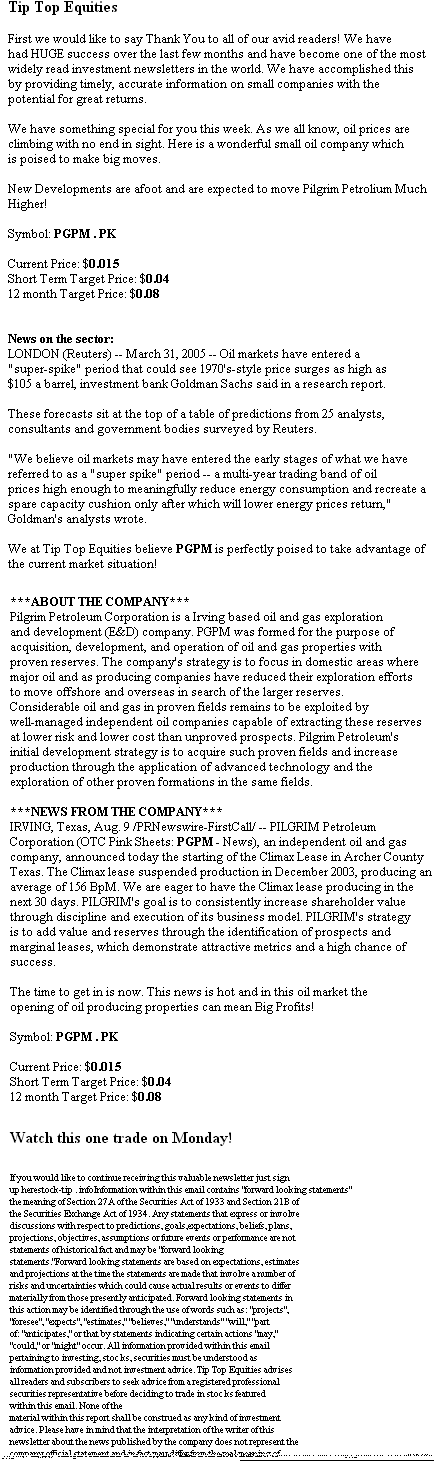 Tip Top Equities
First we would like to say Thank You to all of our avid readers! We have
had HUGE success over the last few months and have become one of the most
widely read investment newsletters in the world. We have accomplished this
by providing timely, accurate information on small companies with the
potential for great returns.
We have something special for you this week. As we all know, oil prices are
climbing with no end in sight. Here is a wonderful small oil company which
is poised to make big moves.
New Developments are afoot and are expected to move Pilgrim Petrolium Much
Higher!
Symbol: PGPM . PK
Current Price: $0.015
Short Term Target Price: $0.04
12 month Target Price: $0.08
News on the sector:
LONDON (Reuters) -- March 31, 2005 -- Oil markets have entered a
"super-spike" period that could see 1970's-style price surges as high as
$105 a barrel, investment bank Goldman Sachs said in a research report.
These forecasts sit at the top of a table of predictions from 25 analysts,
consultants and government bodies surveyed by Reuters.
"We believe oil markets may have entered the early stages of what we have
referred to as a "super spike" period -- a multi-year trading band of oil
prices high enough to meaningfully reduce energy consumption and recreate a
spare capacity cushion only after which will lower energy prices return,"
Goldman's analysts wrote.
We at Tip Top Equities believe PGPM is perfectly poised to take advantage of
the current market situation!
***ABOUT THE COMPANY***
Pilgrim Petroleum Corporation is a Irving based oil and gas exploration
and development (E&D) company. PGPM was formed for the purpose of
acquisition, development, and operation of oil and gas properties with
proven reserves. The company's strategy is to focus in domestic areas where
major oil and as producing companies have reduced their exploration efforts
to move offshore and overseas in search of the larger reserves.
Considerable oil and gas in proven fields remains to be exploited by
well-managed independent oil companies capable of extracting these reserves
at lower risk and lower cost than unproved prospects. Pilgrim Petroleum's
initial development strategy is to acquire such proven fields and increase
production through the application of advanced technology and the
exploration of other proven formations in the same fields.
***NEWS FROM THE COMPANY***
IRVING, Texas, Aug. 9 /PRNewswire-FirstCall/ -- PILGRIM Petroleum
Corporation (OTC Pink Sheets: PGPM - News), an independent oil and gas
company, announced today the starting of the Climax Lease in Archer County
Texas. The Climax lease suspended production in December 2003, producing an
average of 156 BpM. We are eager to have the Climax lease producing in the
next 30 days. PILGRIM's goal is to consistently increase shareholder value
through discipline and execution of its business model. PILGRIM's strategy
is to add value and reserves through the identification of prospects and
marginal leases, which demonstrate attractive metrics and a high chance of
success.
The time to get in is now. This news is hot and in this oil market the
opening of oil producing properties can mean Big Profits!
Symbol: PGPM . PK
Current Price: $0.015
Short Term Target Price: $0.04
12 month Target Price: $0.08
Watch this one trade on Monday!
If you would like to continue receiving this valuable newsletter just sign
up herestock-tip . infoInformation within this email contains "forward looking statements"
the meaning of Section 27A of the Securities Act of 1933 and Section 21B of
the Securities Exchange Act of 1934. Any statements that express or involve
discussions with respect to predictions, goals,expectations, beliefs, plans,
projections, objectives, assumptions or future events or performance are not
statements of historical fact and may be "forward looking
statements."Forward looking statements are based on expectations, estimates
and projections at the time the statements are made that involve a number of
risks and uncertainties which could cause actual results or events to differ
materially from those presently anticipated. Forward looking statements in
this action may be identified through the use of words such as: "projects",
"foresee", "expects", "estimates," "believes," "understands" "will," "part
of: "anticipates," or that by statements indicating certain actions "may,"
"could," or "might" occur. All information provided within this email
pertaining to investing, stoc ks, securities must be understood as
information provided and not investment advice. Tip Top Equities advises
all readers and subscribers to seek advice from a registered professional
securities representative before deciding to trade in stoc ks featured
within this email. None of the
material within this report shall be construed as any kind of investment
advice. Please have in mind that the interpretation of the writer of this
newsletter about the news published by the company does not represent the
company official statement and in fact may differ from the real meaning of